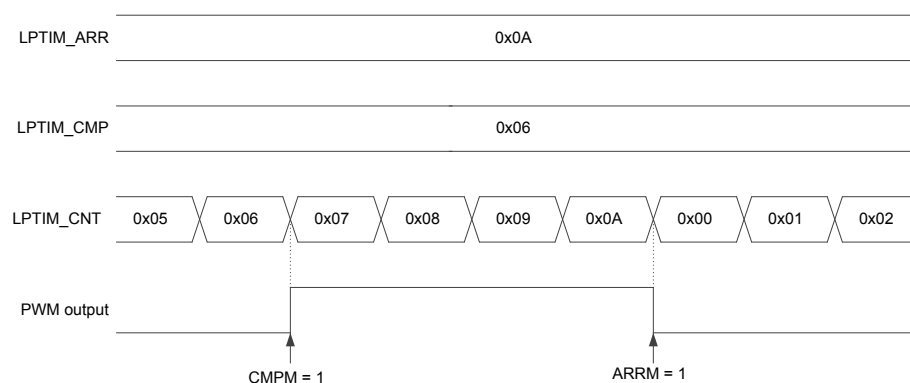 LPTIM_ARR 0x0A
LPTIM_CMP 0x06
LPTIM_CNT 0x05 0x06 0x07 0x08 0x09 0x0A 0x00 0x01 0x02
PWM output
CMPM = 1 ARRM = 1